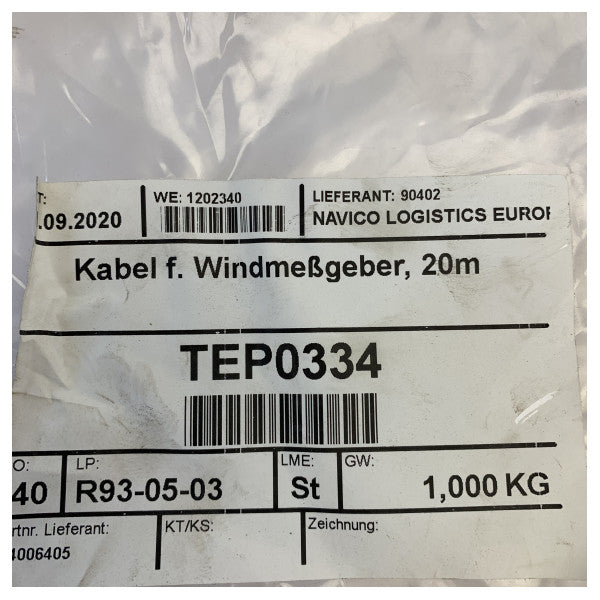 T:
.09.2020
WE: 1202340
LIEFERANT: 90402
NAVICO LOGISTICS EUROP
Kabel f. Windmeßgeber, 20m
TEP0334
O:
40
LP:
R93-05-03
LME:
St
GW:
1,000 KG
rtnr. Lieferant:
4006405
KT/KS:
Zeichnung: